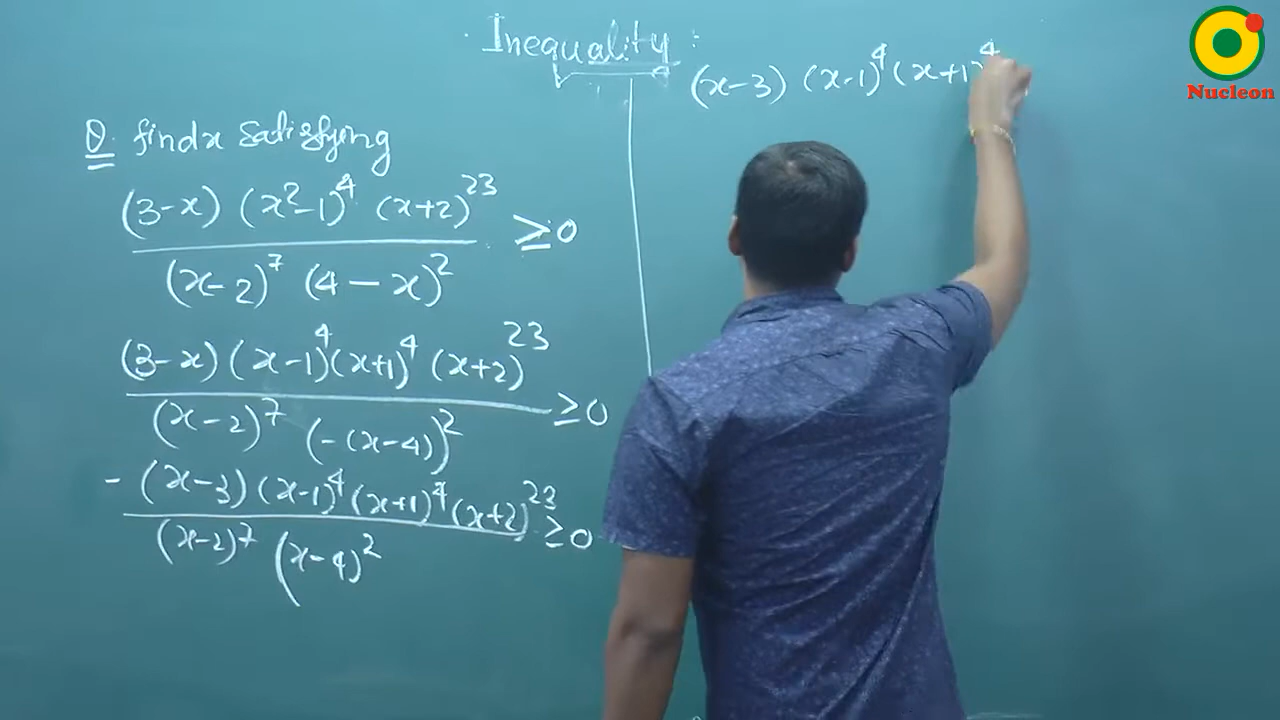 Inequality :
Q. find x satisfying
(3-x) (x²-1)⁴ (x+2)²³
≥0
(x-2)⁷ (4-x)²
(3-x) (x-1)⁴(x+1)⁴ (x+2)²³
≥0
(x-2)⁷ (-(x-4))²
- (x-3)(x-1)⁴(x+1)⁴(x+2)²³
≥0
(x-2)⁷ (x-4)²
(x-3) (x-1)⁴(x+1)⁴
Nucleon